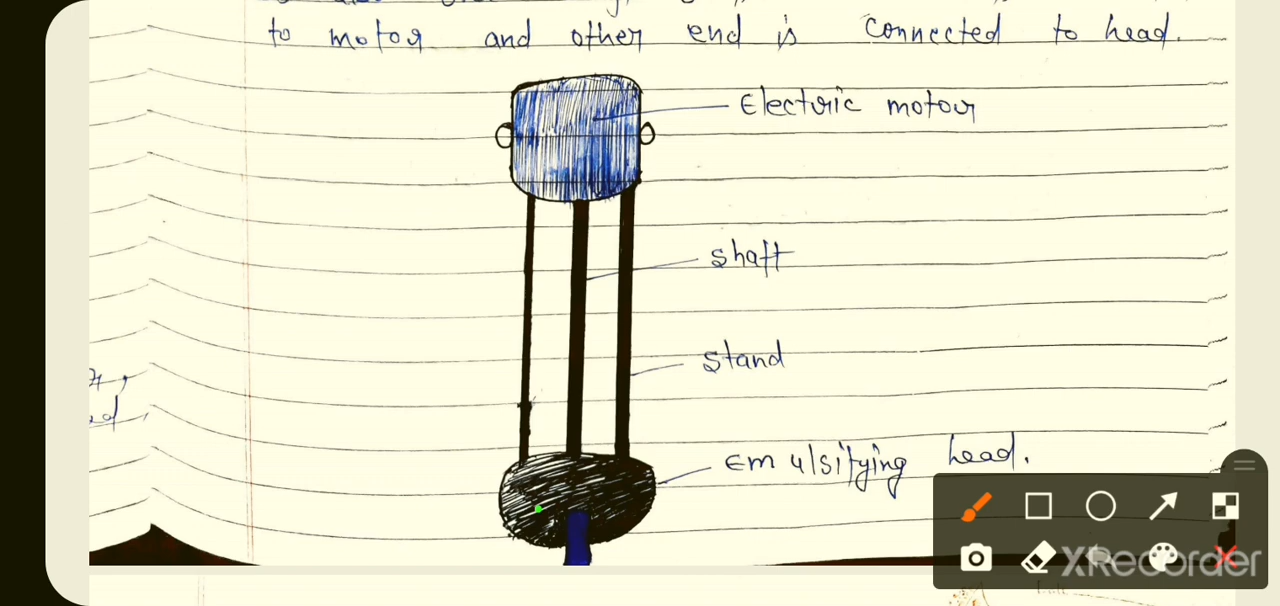 to motor and other end is connected to head.
Electric motor
shaft
stand
Emulsifying head.
XRecorder